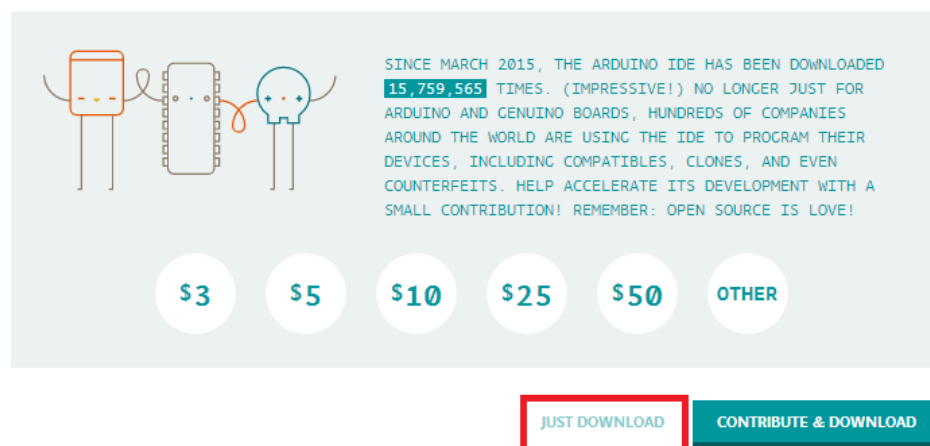 SINCE MARCH 2015, THE ARDUINO IDE HAS BEEN DOWNLOADED
15,759,565 TIMES. (IMPRESSIVE!) NO LONGER JUST FOR
ARDUINO AND GENUINO BOARDS, HUNDREDS OF COMPANIES
AROUND THE WORLD ARE USING THE IDE TO PROGRAM THEIR
DEVICES, INCLUDING COMPATIBLES, CLONES, AND EVEN
COUNTERFEITS. HELP ACCELERATE ITS DEVELOPMENT WITH A
SMALL CONTRIBUTION! REMEMBER: OPEN SOURCE IS LOVE!
$3 $5 $10 $25 $50 OTHER
JUST DOWNLOAD CONTRIBUTE & DOWNLOAD